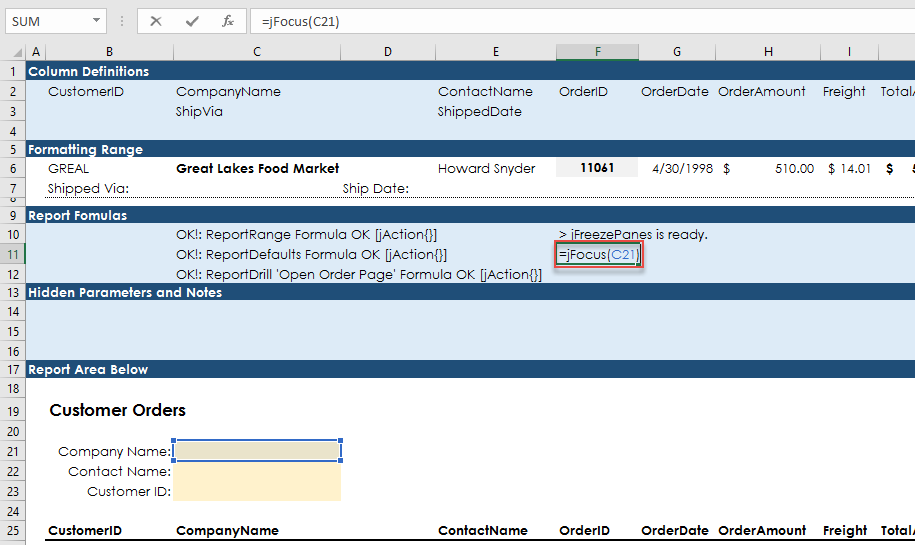 SUM =jFocus(C21)
A B C D E F G H I
1 Column Definitions
2 CustomerID CompanyName ContactName OrderID OrderDate OrderAmount Freight
3 ShipVia ShippedDate
4
5 Formatting Range
6 GREAL Great Lakes Food Market Howard Snyder 11061 4/30/1998 $ 510.00 $ 14.01 $
7 Shipped Via: Ship Date:
8
9 Report Formulas
10 OK!: ReportRange Formula OK [jAction{}] > jFreezePanes is ready.
11 OK!: ReportDefaults Formula OK [jAction{}] =jFocus(C21)
12 OK!: ReportDrill 'Open Order Page' Formula OK [jAction{}]
13 Hidden Parameters and Notes
14
15
16
17 Report Area Below
18
19 Customer Orders
20
21 Company Name:
22 Contact Name:
23 Customer ID:
24
25 CustomerID CompanyName ContactName OrderID OrderDate OrderAmount Freight